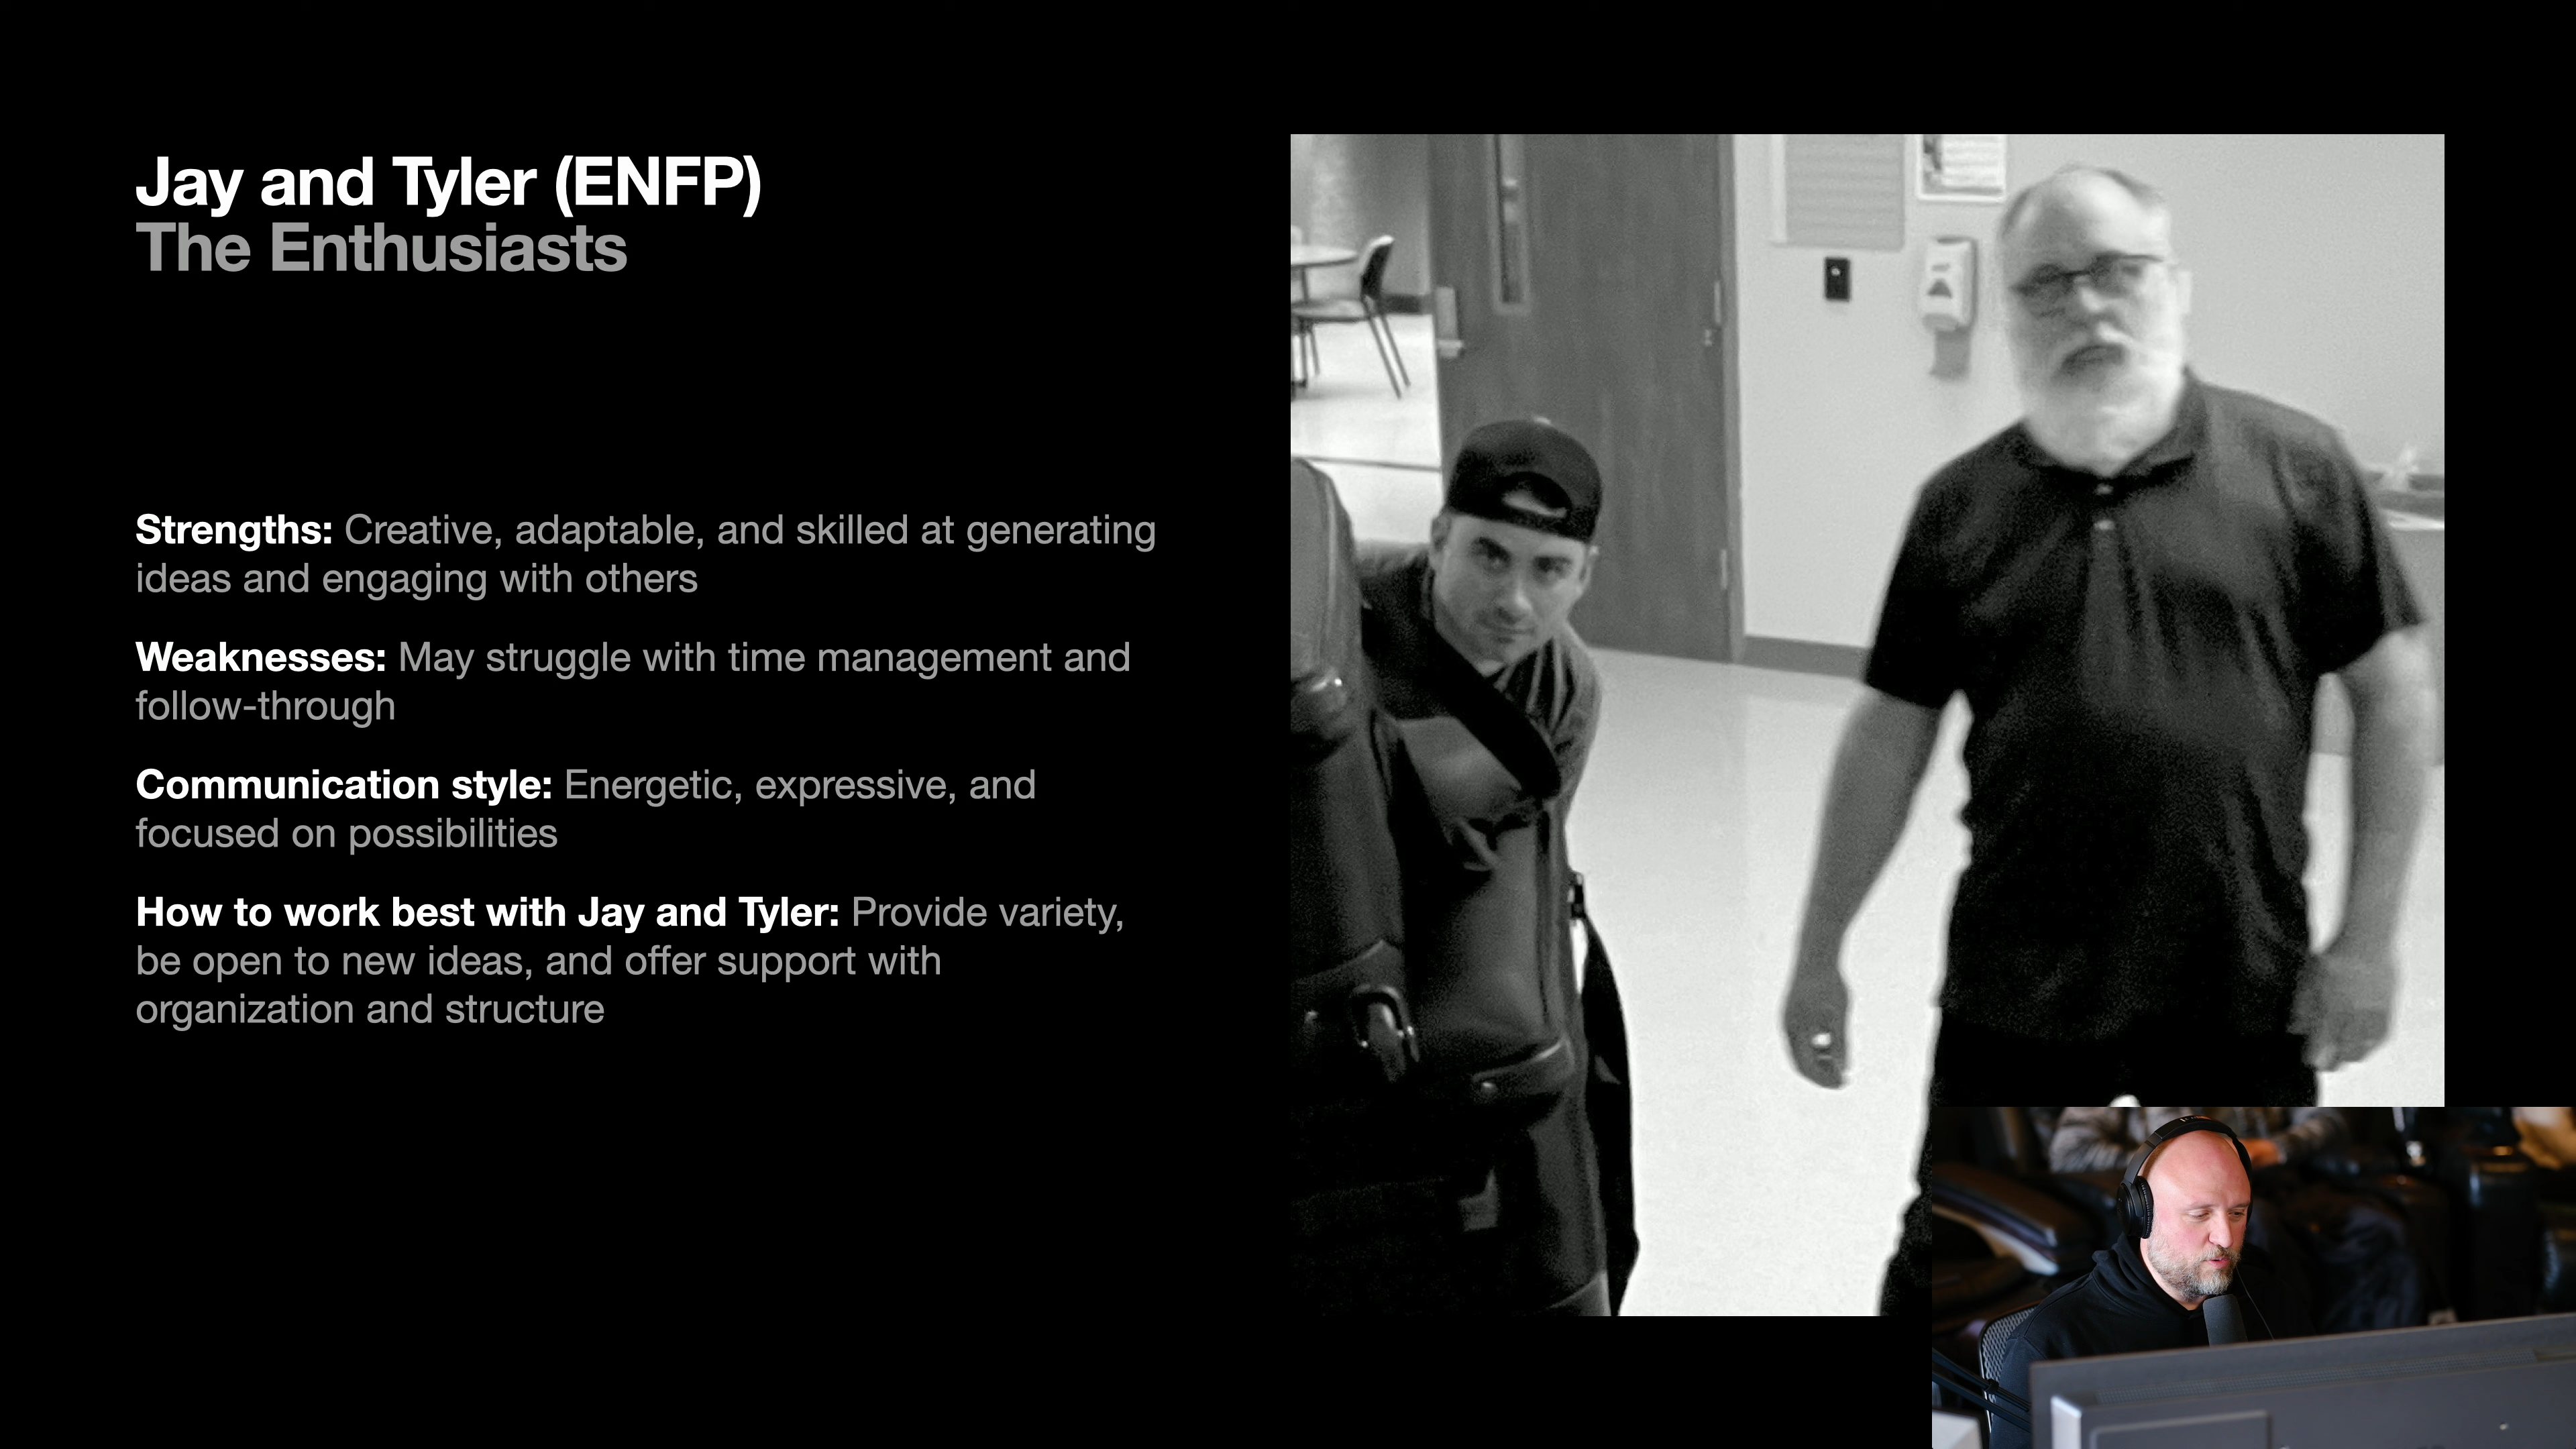 Jay and Tyler (ENFP)
The Enthusiasts
Strengths: Creative, adaptable, and skilled at generating
ideas and engaging with others
Weaknesses: May struggle with time management and
follow-through
Communication style: Energetic, expressive, and
focused on possibilities
How to work best with Jay and Tyler: Provide variety,
be open to new ideas, and offer support with
organization and structure